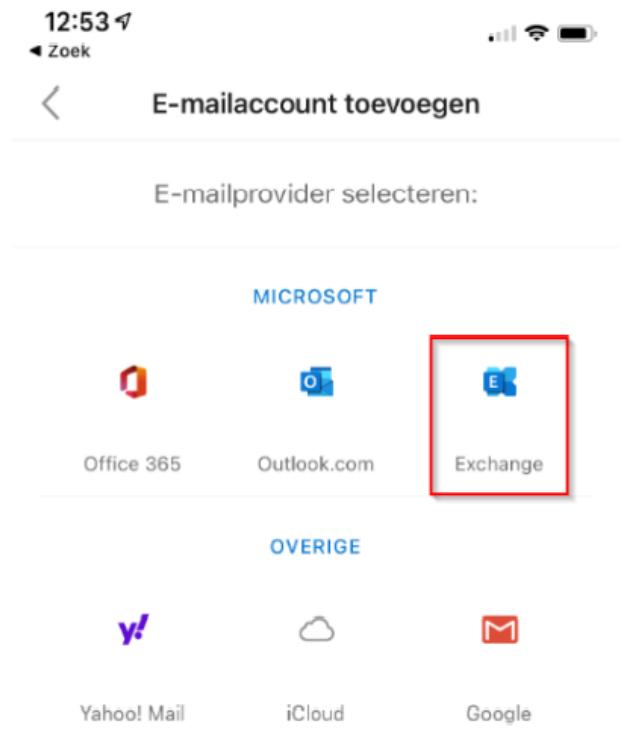 12:53
◀ Zoek
E-mailaccount toevoegen
E-mailprovider selecteren:
MICROSOFT
Office 365
Outlook.com
Exchange
OVERIGE
Yahoo! Mail
iCloud
Google